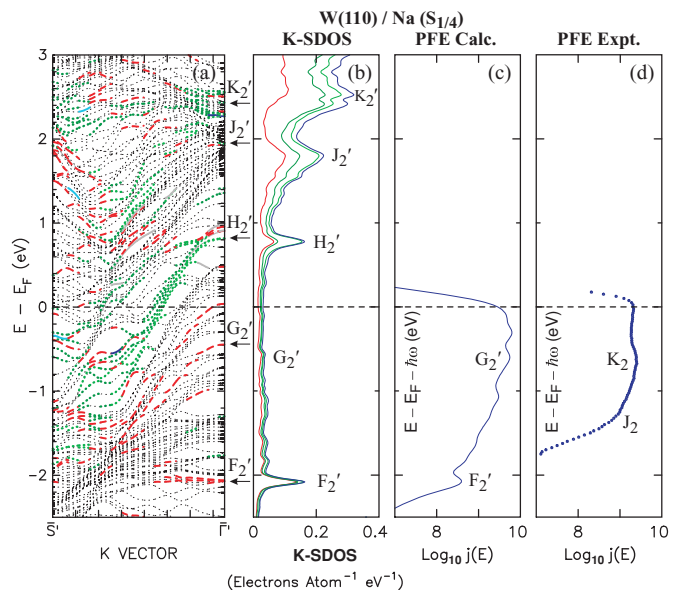 W(110) / Na (S1/4)
K-SDOS
PFE Calc.
PFE Expt.
(a)
(b)
(c)
(d)
E − EF (eV)
3
2
1
0
−1
−2
K2′
J2′
H2′
G2′
F2′
K2′
J2′
H2′
G2′
F2′
E − EF − ħω (eV)
G2′
F2′
E − EF − ħω (eV)
K2
J2
S̄′
Γ̄′
0
0.2
0.4
8
10
8
10
K VECTOR
K-SDOS
Log10 j(E)
Log10 j(E)
(Electrons Atom⁻¹ eV⁻¹)